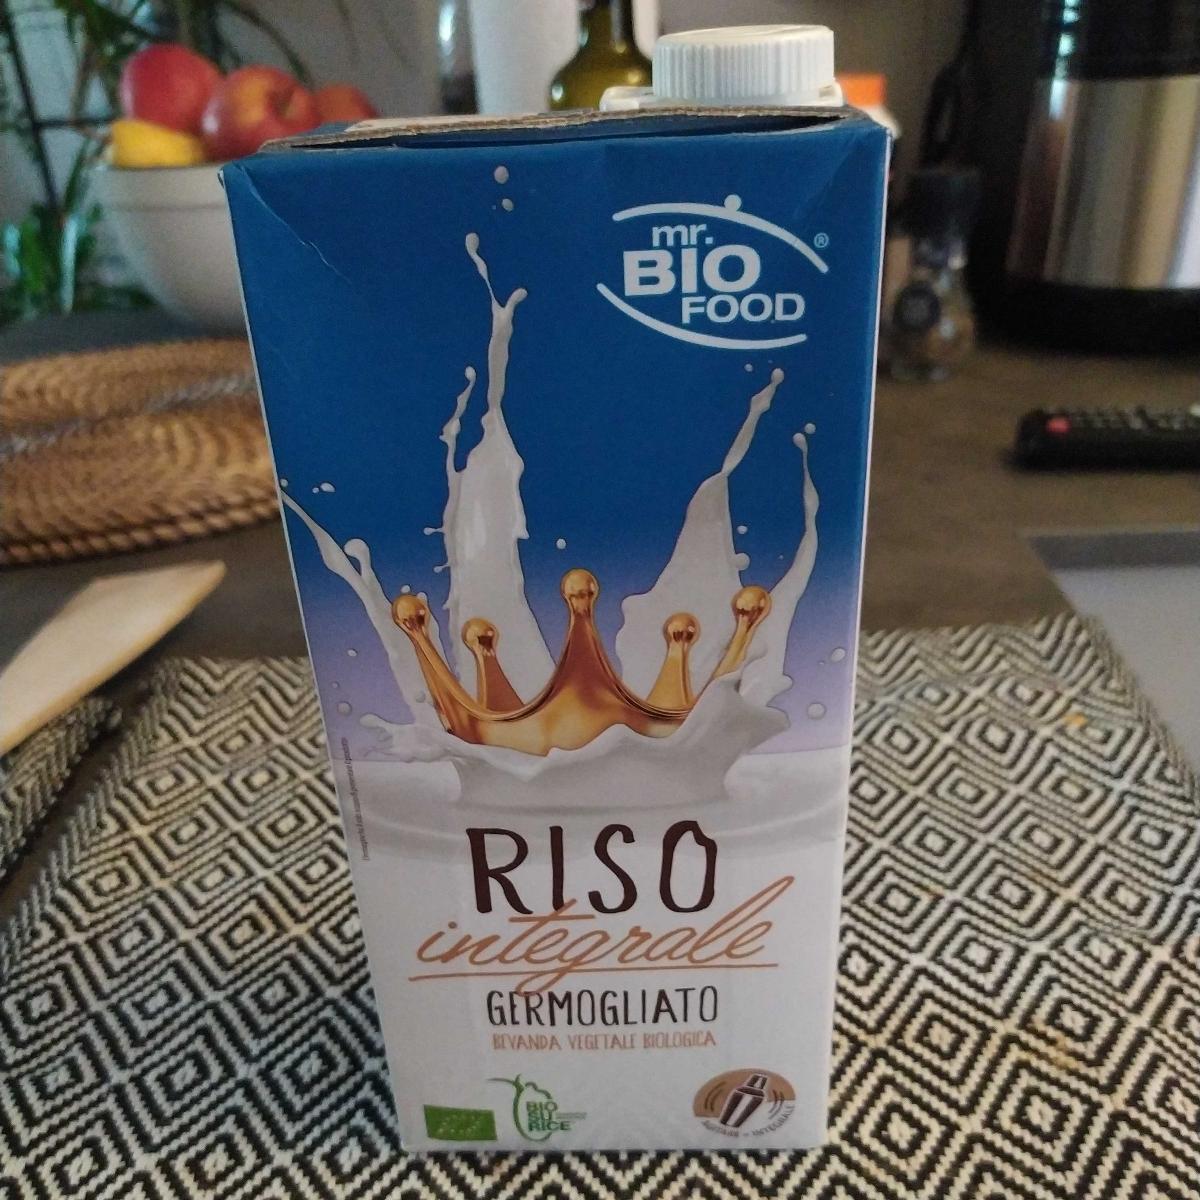 mr.
BIO
FOOD
®
RISO
integrale
GERMOGLIATO
BEVANDA VEGETALE BIOLOGICA
BIO
SU
RICE